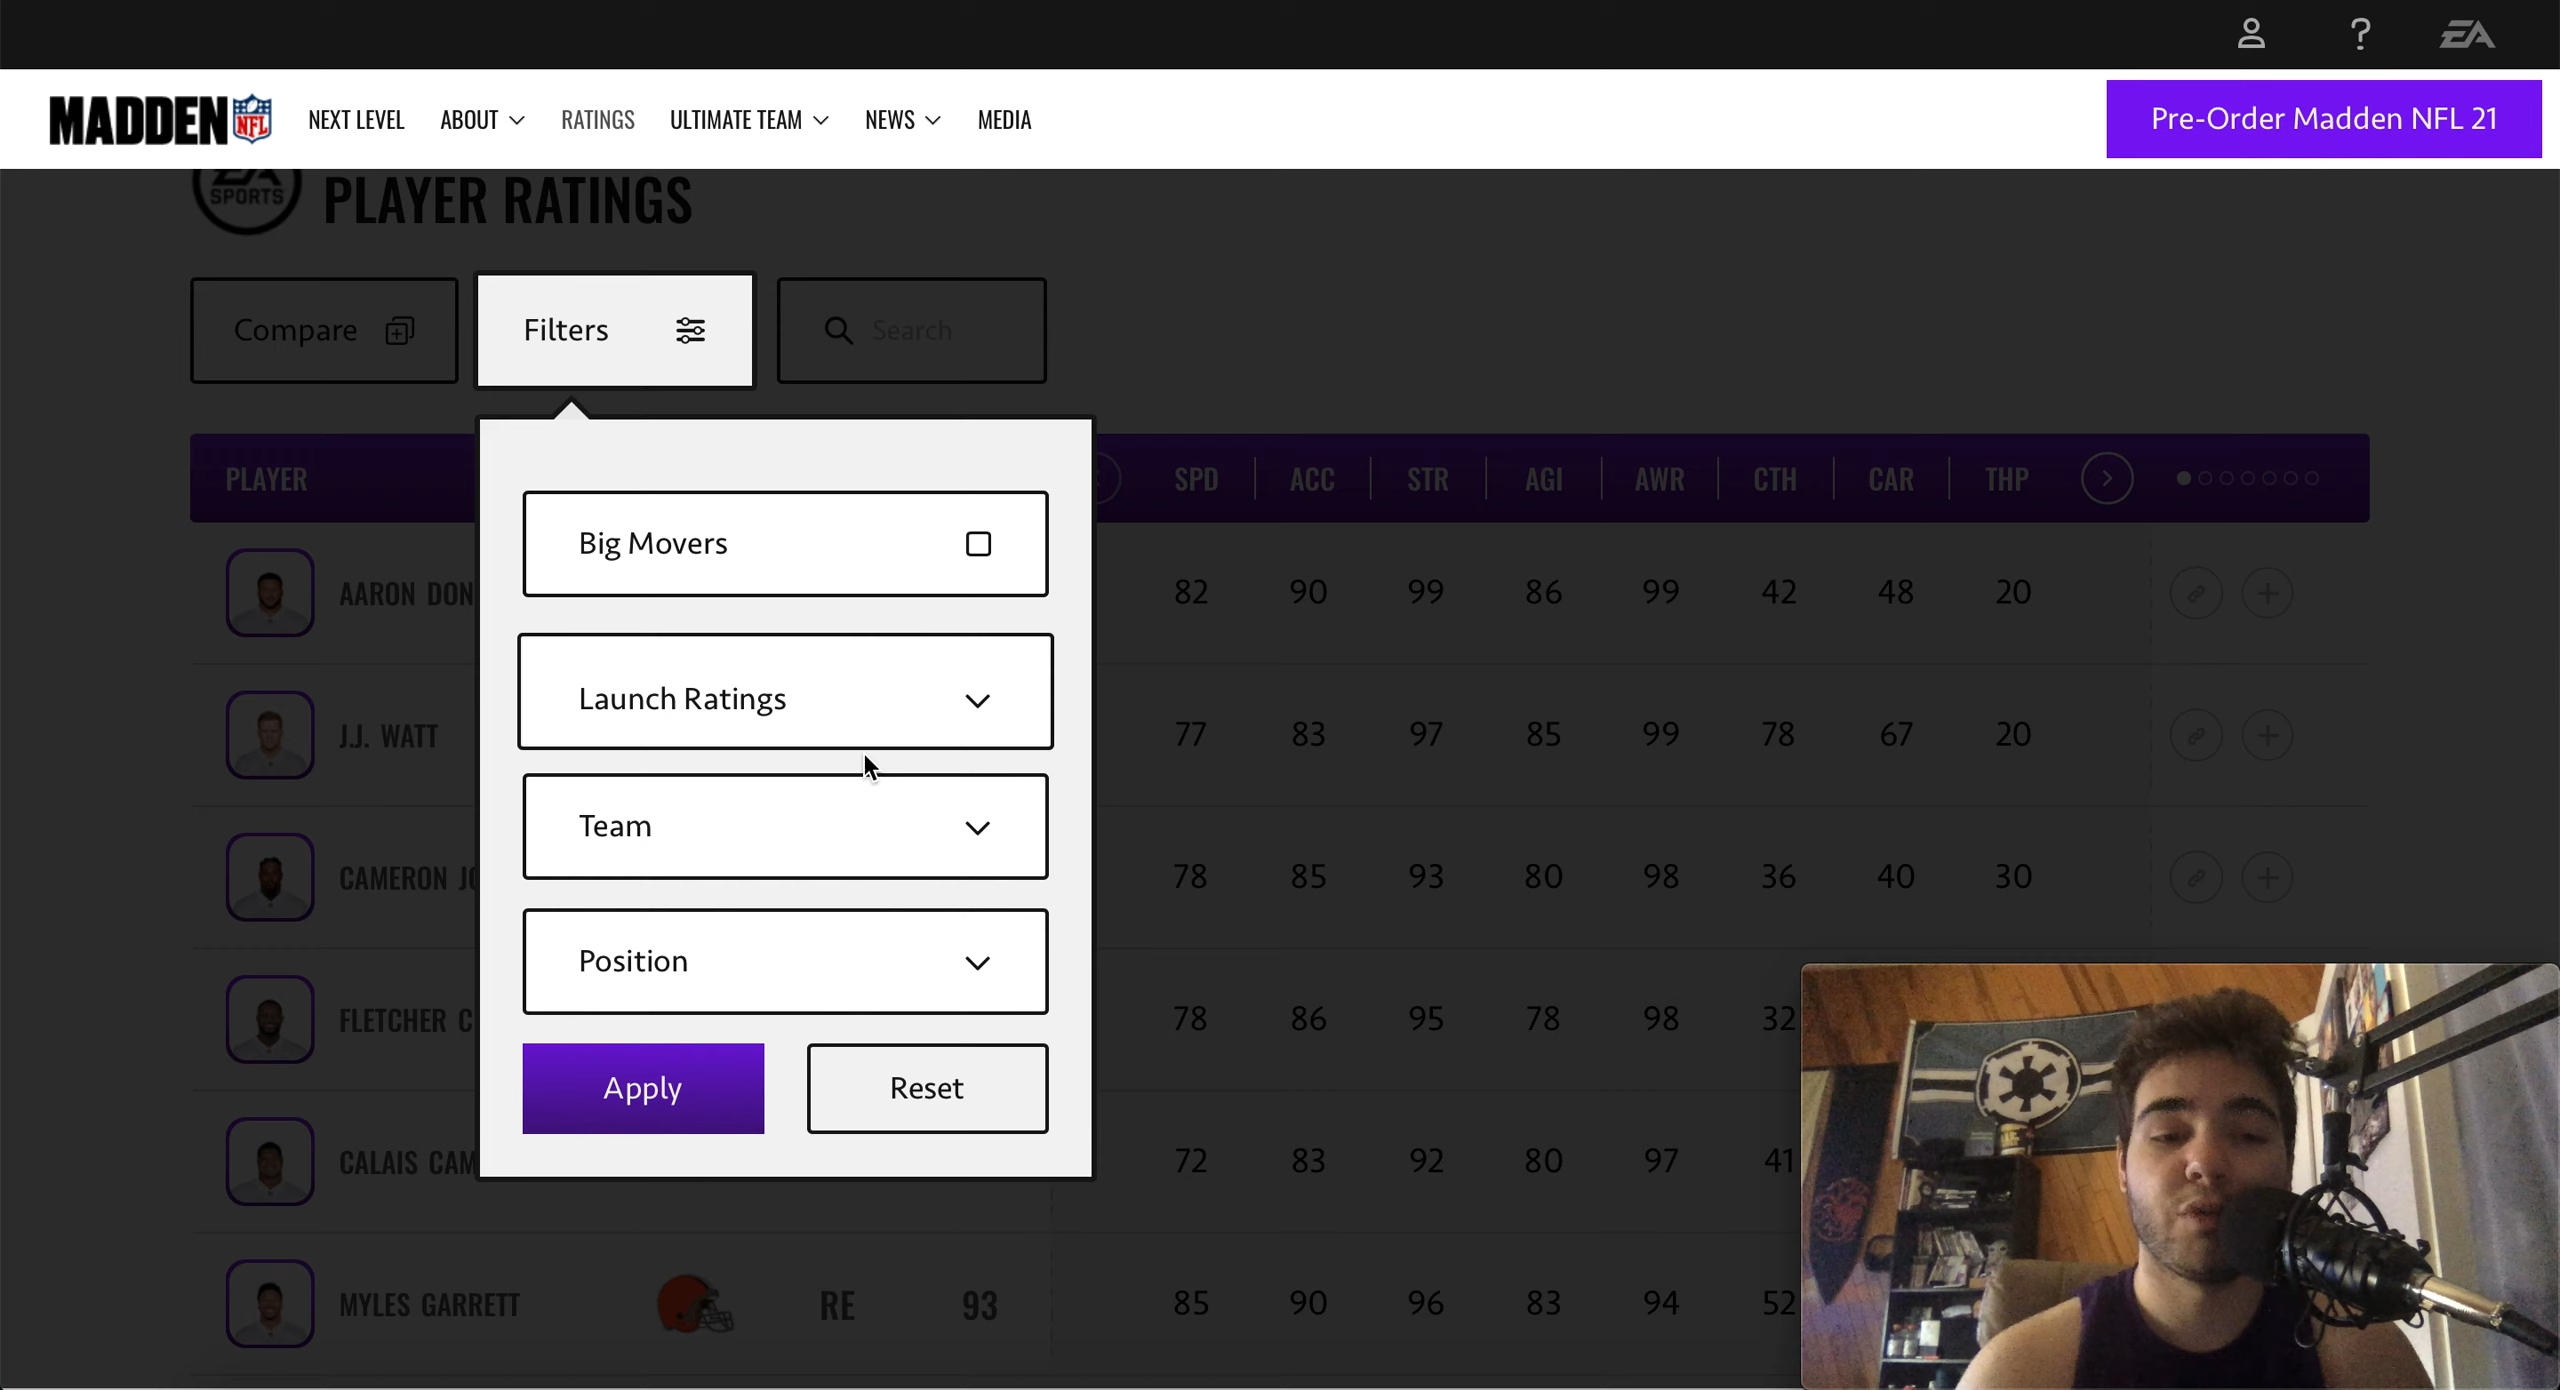 EA
MADDEN NFL NEXT LEVEL ABOUT RATINGS ULTIMATE TEAM NEWS MEDIA Pre-Order Madden NFL 21
EA SPORTS PLAYER RATINGS
Compare Filters Search
PLAYER SPD ACC STR AGI AWR CTH CAR THP
Big Movers
AARON DON 82 90 99 86 99 42 48 20
Launch Ratings
J.J. WATT 77 83 97 85 99 78 67 20
Team
CAMERON JO 78 85 93 80 98 36 40 30
Position
FLETCHER C 78 86 95 78 98 32
Apply Reset
CALAIS CAM 72 83 92 80 97 41
MYLES GARRETT RE 93 85 90 96 83 94 52